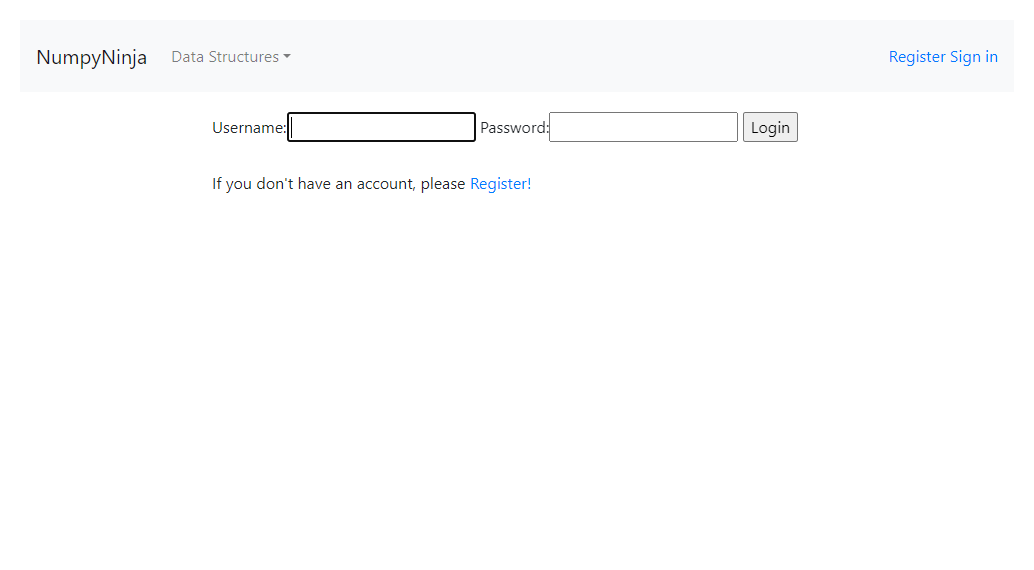 NumpyNinja Data Structures Register Sign in
Username: Password: Login
If you don't have an account, please Register!